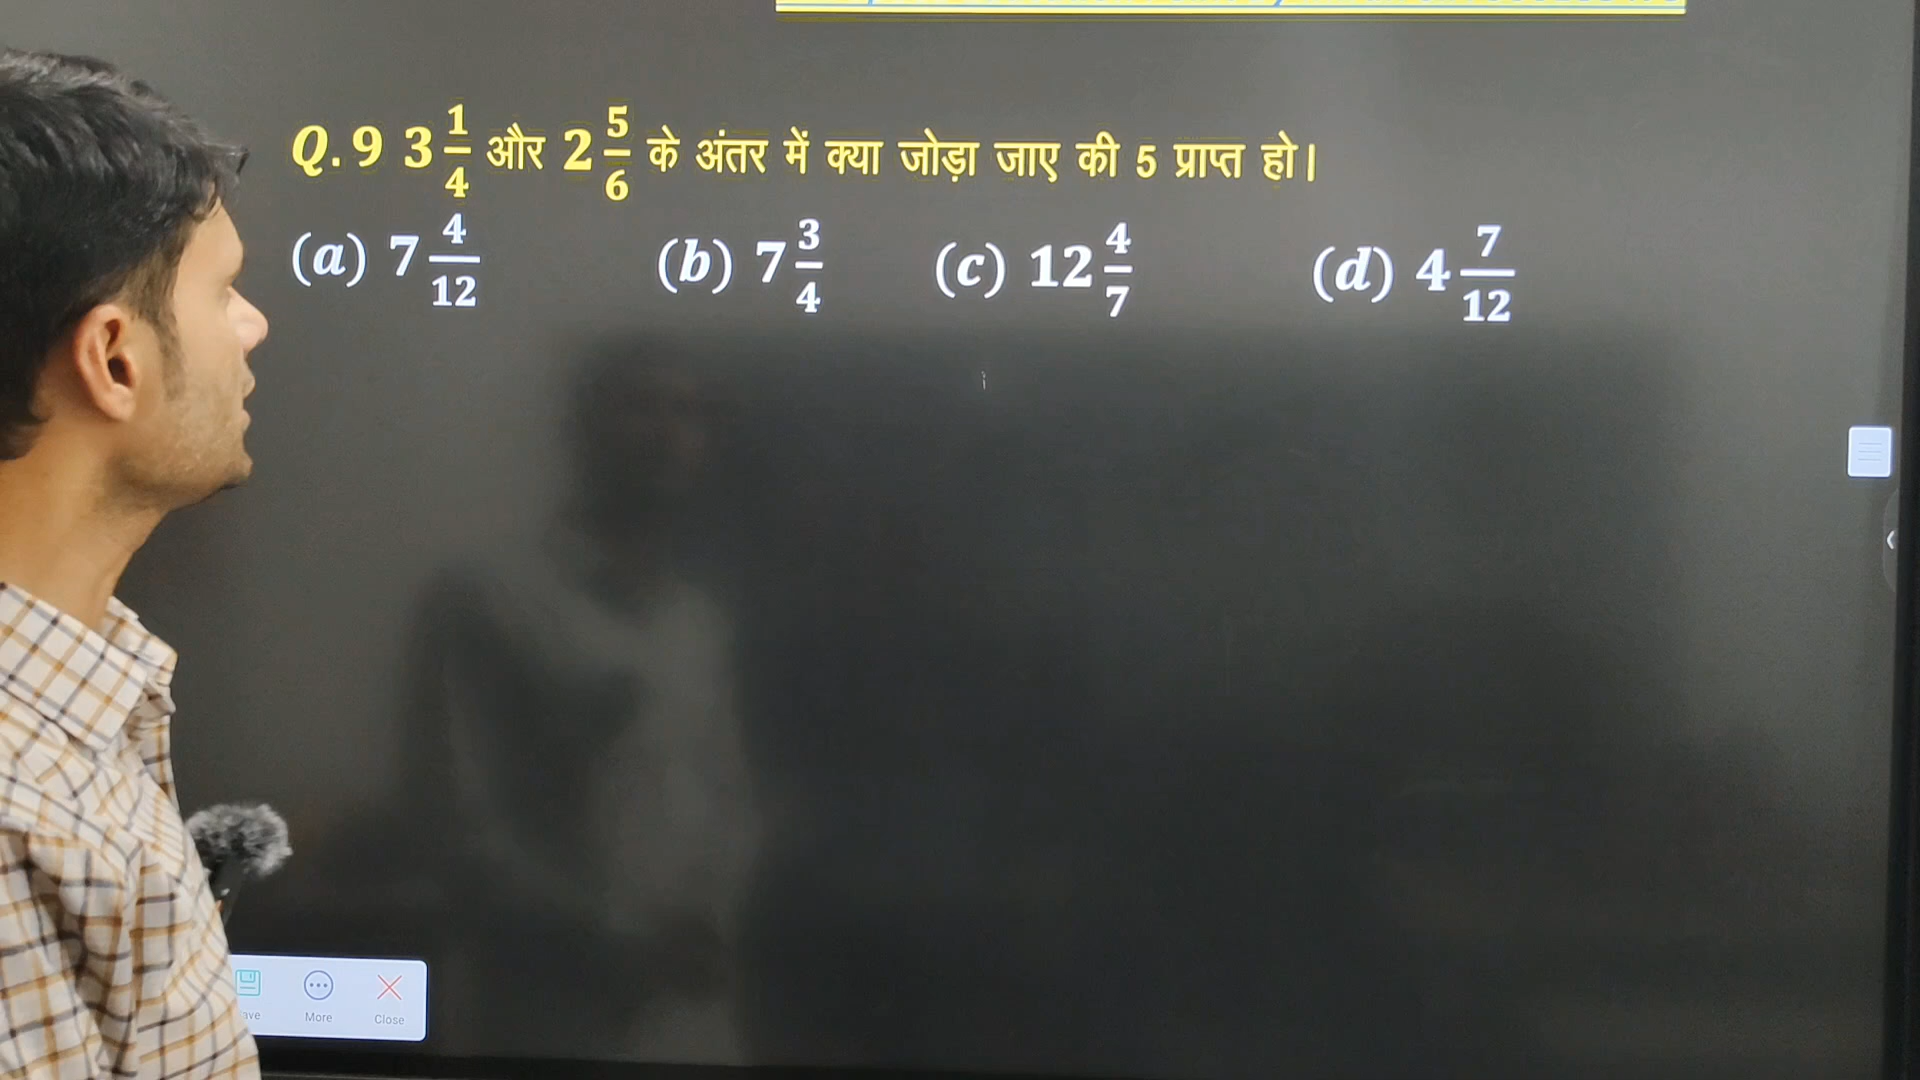 Q.9 3 1/4 और 2 5/6 के अंतर में क्या जोड़ा जाए की 5 प्राप्त हो।
(a) 7 4/12 (b) 7 3/4 (c) 12 4/7 (d) 4 7/12
More Close